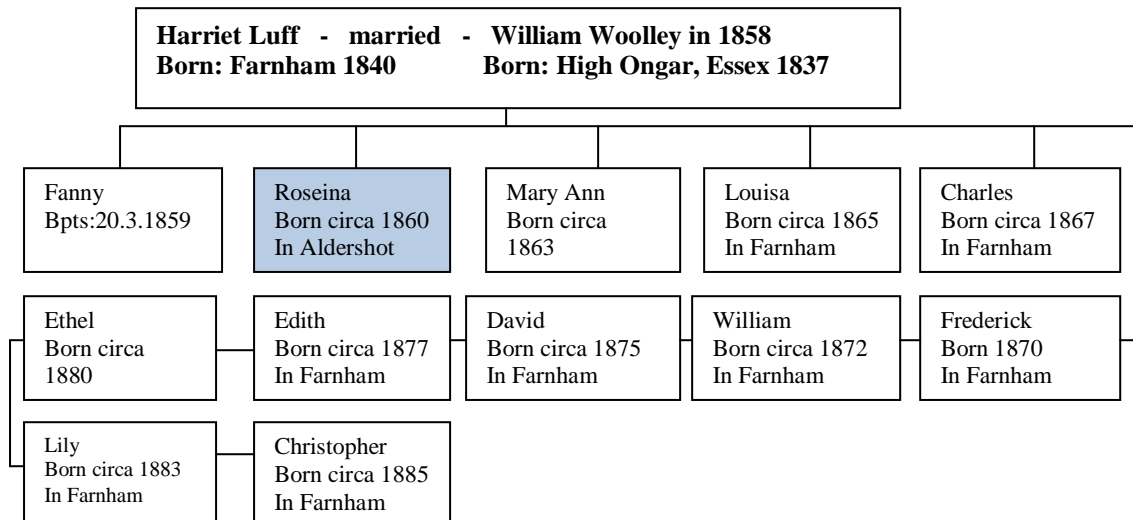 Harriet Luff - married - William Woolley in 1858
Born: Farnham 1840 Born: High Ongar, Essex 1837
Fanny
Bpts:20.3.1859
Roseina
Born circa 1860
In Aldershot
Mary Ann
Born circa
1863
Louisa
Born circa 1865
In Farnham
Charles
Born circa 1867
In Farnham
Ethel
Born circa
1880
Edith
Born circa 1877
In Farnham
David
Born circa 1875
In Farnham
William
Born circa 1872
In Farnham
Frederick
Born 1870
In Farnham
Lily
Born circa 1883
In Farnham
Christopher
Born circa 1885
In Farnham